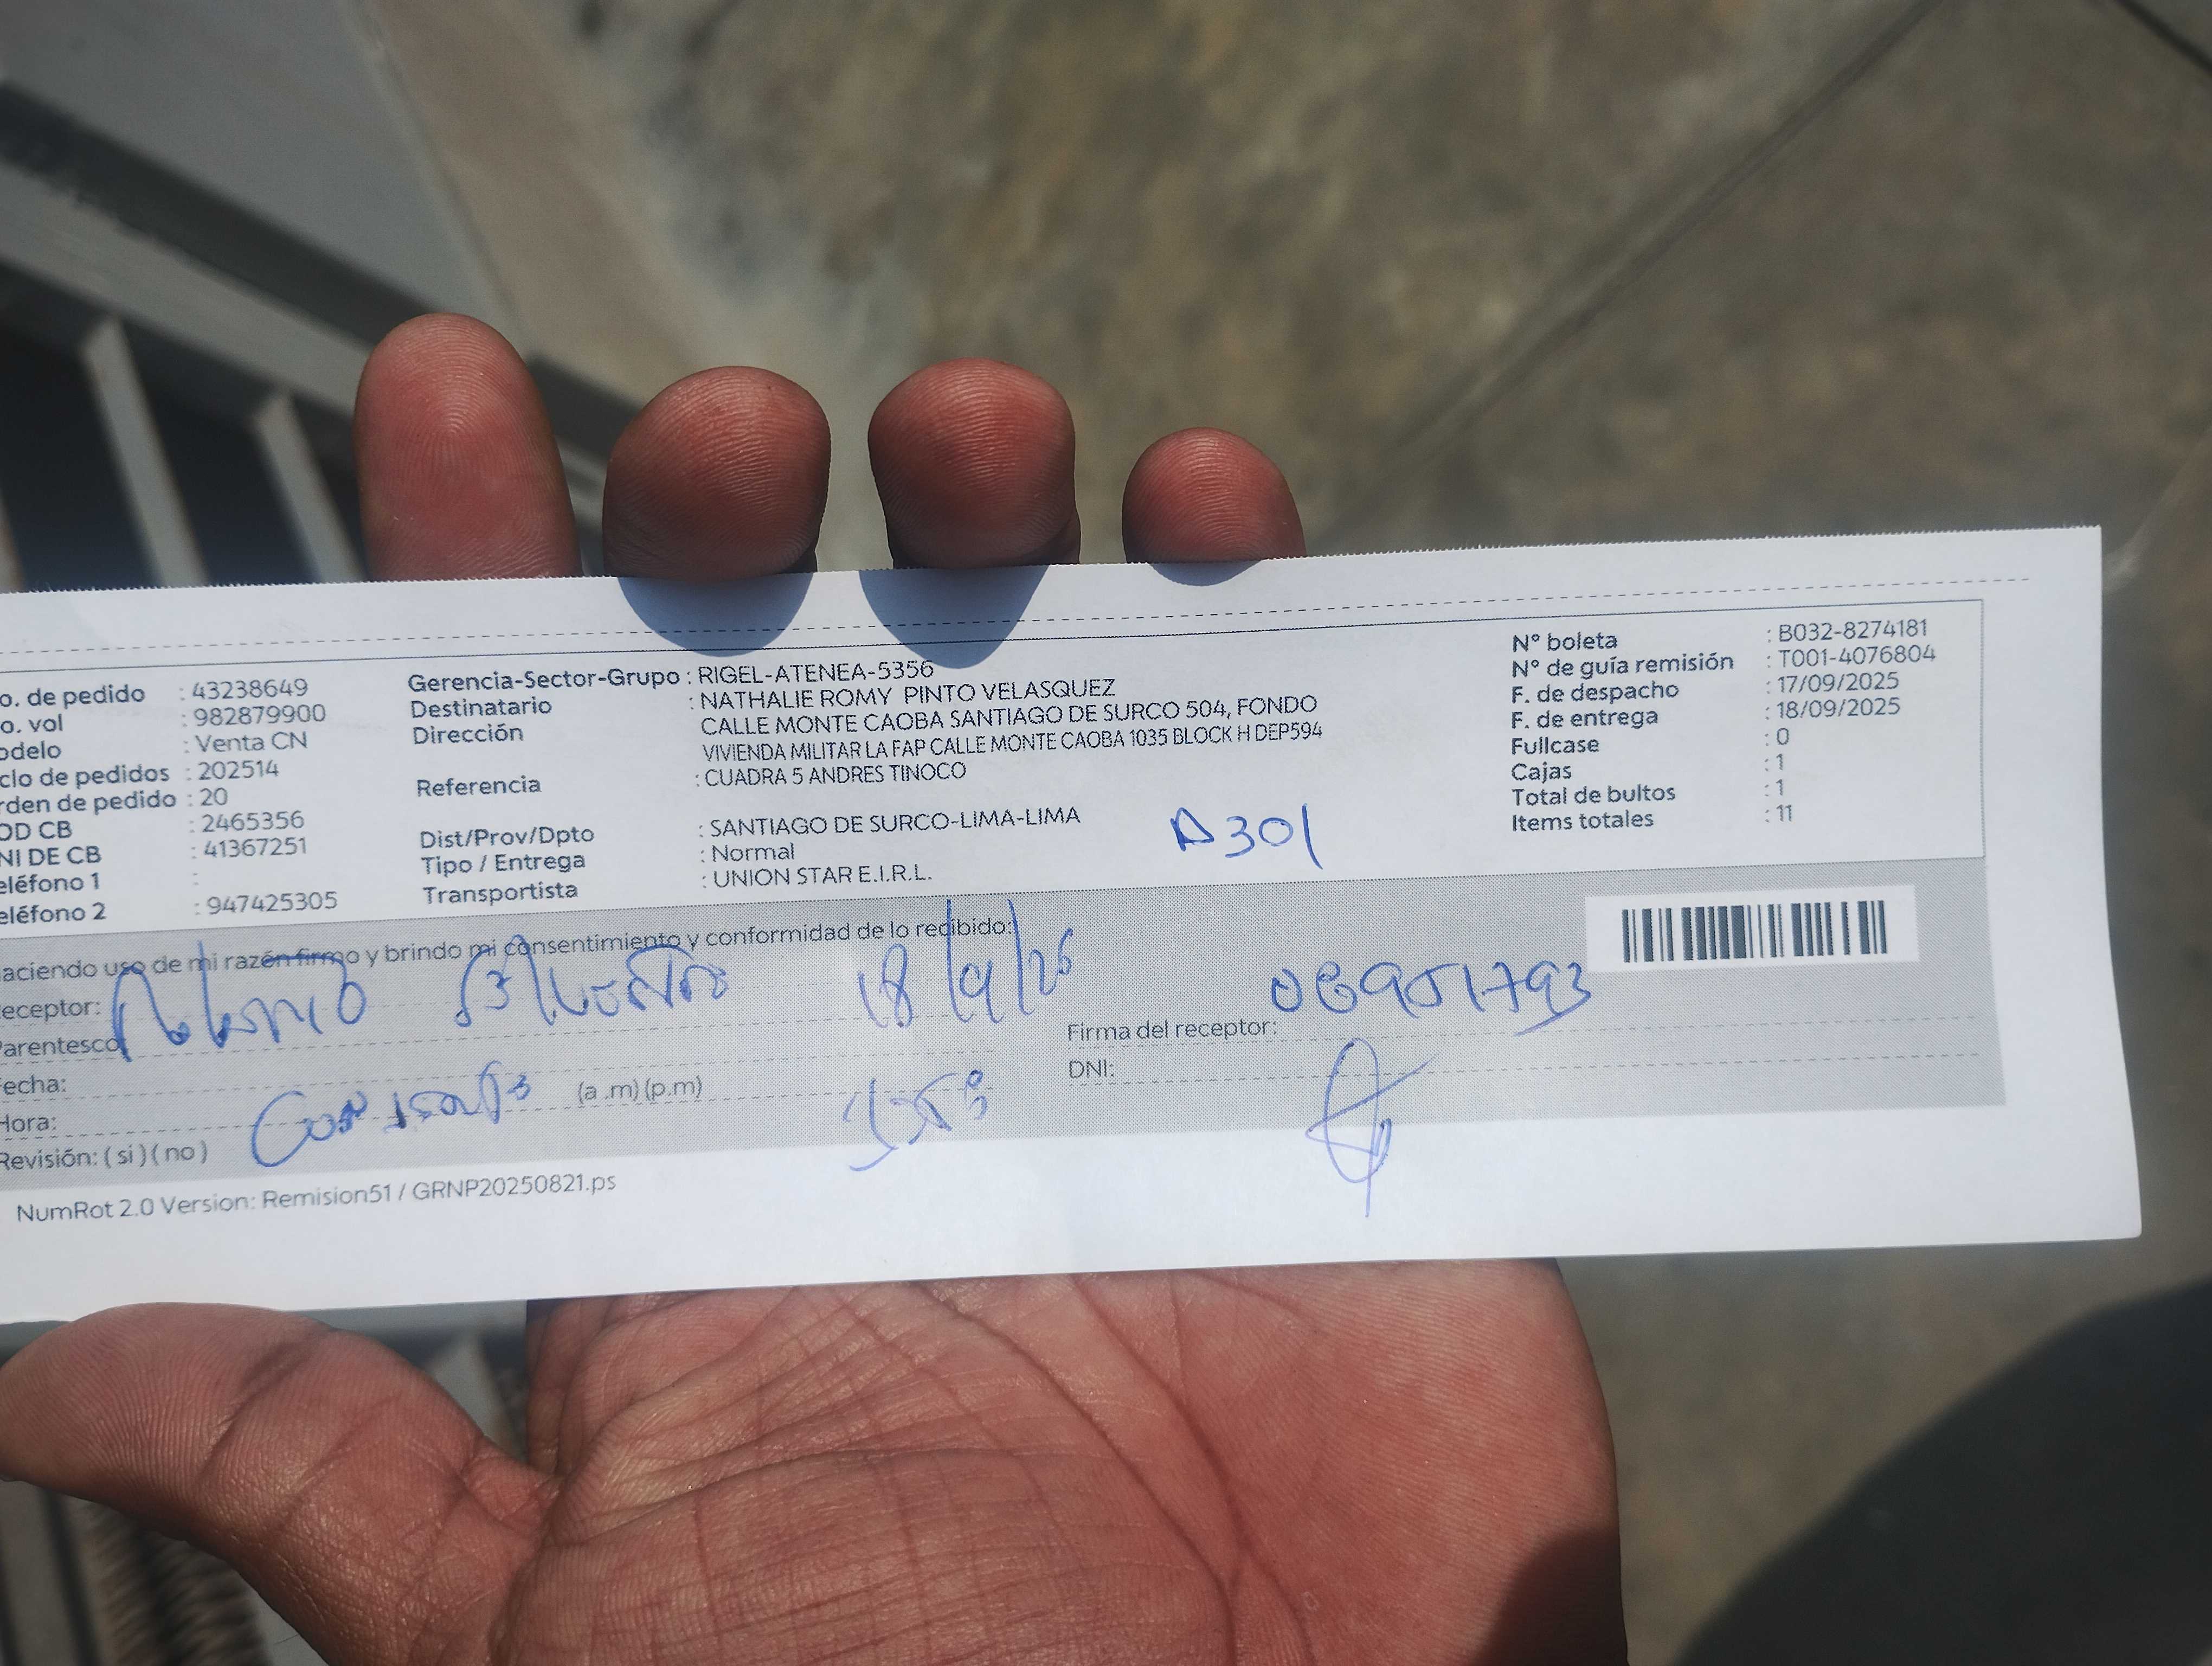 o. de pedido : 43238649
o. vol : 982879900
odelo : Venta CN
clo de pedidos : 202514
rden de pedido : 20
OD CB : 2465356
NI DE CB : 41367251
eléfono 1 :
eléfono 2 : 947425305
Gerencia-Sector-Grupo : RIGEL-ATENEA-5356
Destinatario : NATHALIE ROMY PINTO VELASQUEZ
Dirección CALLE MONTE CAOBA SANTIAGO DE SURCO 504, FONDO
VIVIENDA MILITAR LA FAP CALLE MONTE CAOBA 1035 BLOCK H DEP594
Referencia : CUADRA 5 ANDRES TINOCO
Dist/Prov/Dpto : SANTIAGO DE SURCO-LIMA-LIMA
Tipo / Entrega : Normal
Transportista : UNION STAR E.I.R.L.
N° boleta : B032-8274181
N° de guía remisión : T001-4076804
F. de despacho : 17/09/2025
F. de entrega : 18/09/2025
Fullcase : 0
Cajas : 1
Total de bultos : 1
Items totales : 11
301
aciendo uso de mi razón firmo y brindo mi consentimiento y conformidad de lo recibido:
eceptor: 18/9/25
Parentesco
Fecha:
Hora: (a .m) (p.m)
Revisión: ( si ) ( no )
Firma del receptor:
DNI:
NumRot 2.0 Version: Remision51 / GRNP20250821.ps